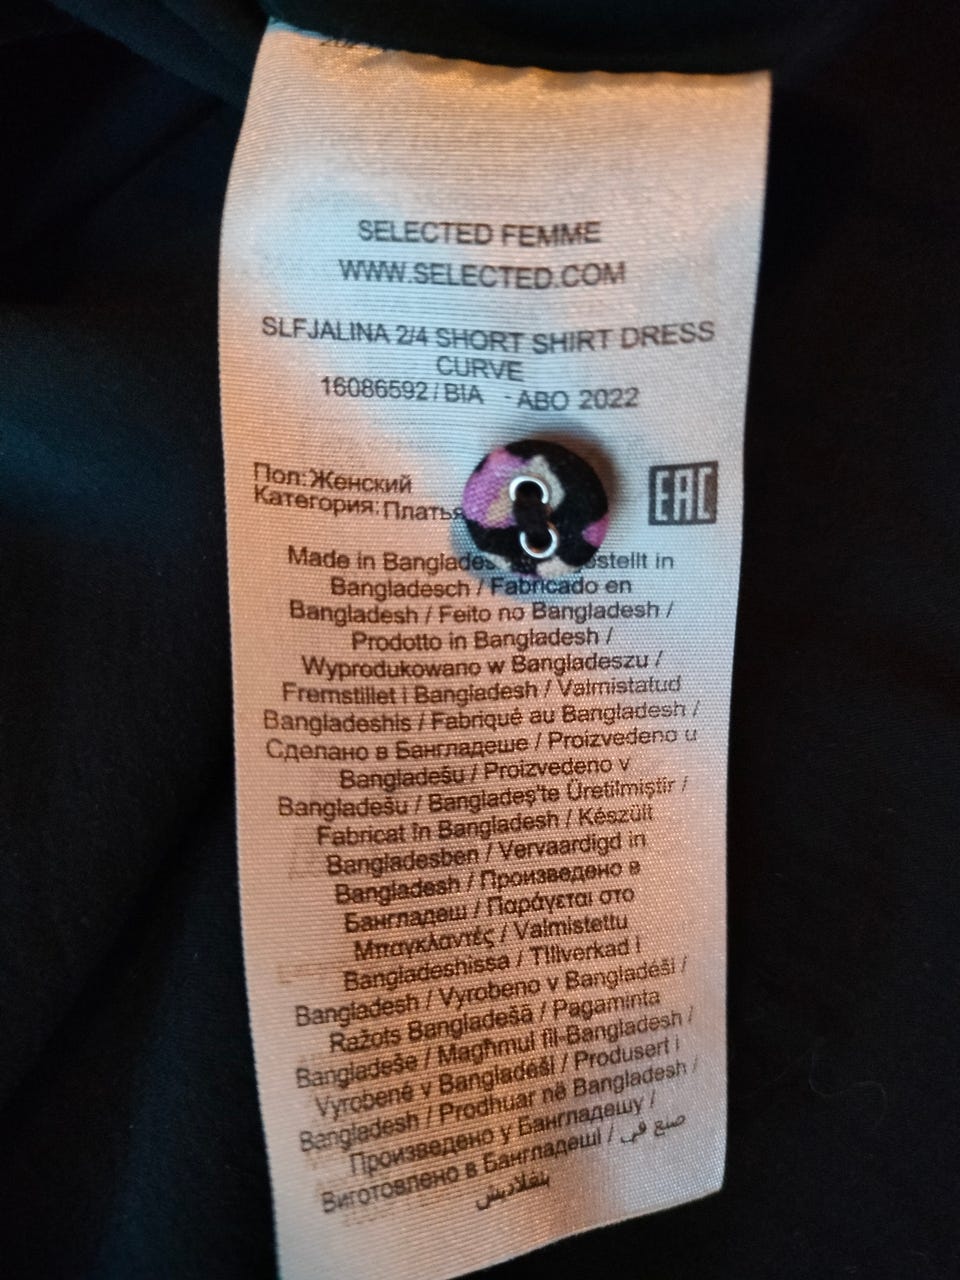 SELECTED FEMME
WWW.SELECTED.COM
SLFJALINA 2/4 SHORT SHIRT DRESS
CURVE
16086592 / BIA - ABO 2022
Пол: Женский
Категория: Платья
EAC
Made in
in
Bangladesch / Fabricado en
Bangladesh / Feito no Bangladesh /
Prodotto in Bangladesh /
Wyprodukowano w Bangladeszu /
Fremstillet i Bangladesh / Valmistatud
Bangladeshis / Fabriqué au Bangladesh /
Сделано в Бангладеше / Proizvedeno u
Bangladešu / Proizvedeno v
Bangladešu / Bangladeş'te Üretilmiştir /
Fabricat în Bangladesh / Készült
Bangladesben / Vervaardigd in
Bangladesh / Произведено в
Бангладеш / Παράγεται στο
Μπαγκλαντές / Valmistettu
Bangladeshissa / Tillverkad i
Bangladesh / Vyrobeno v Bangladéši /
Ražots Bangladešā / Pagaminta
Bangladeše / Magħmul fil-Bangladesh /
Vyrobené v Bangladéši / Produsert i
Bangladesh / Prodhuar në Bangladesh /
Произведено у Бангладешу /
Виготовлено в Бангладеші / صنع في
بنغلاديش